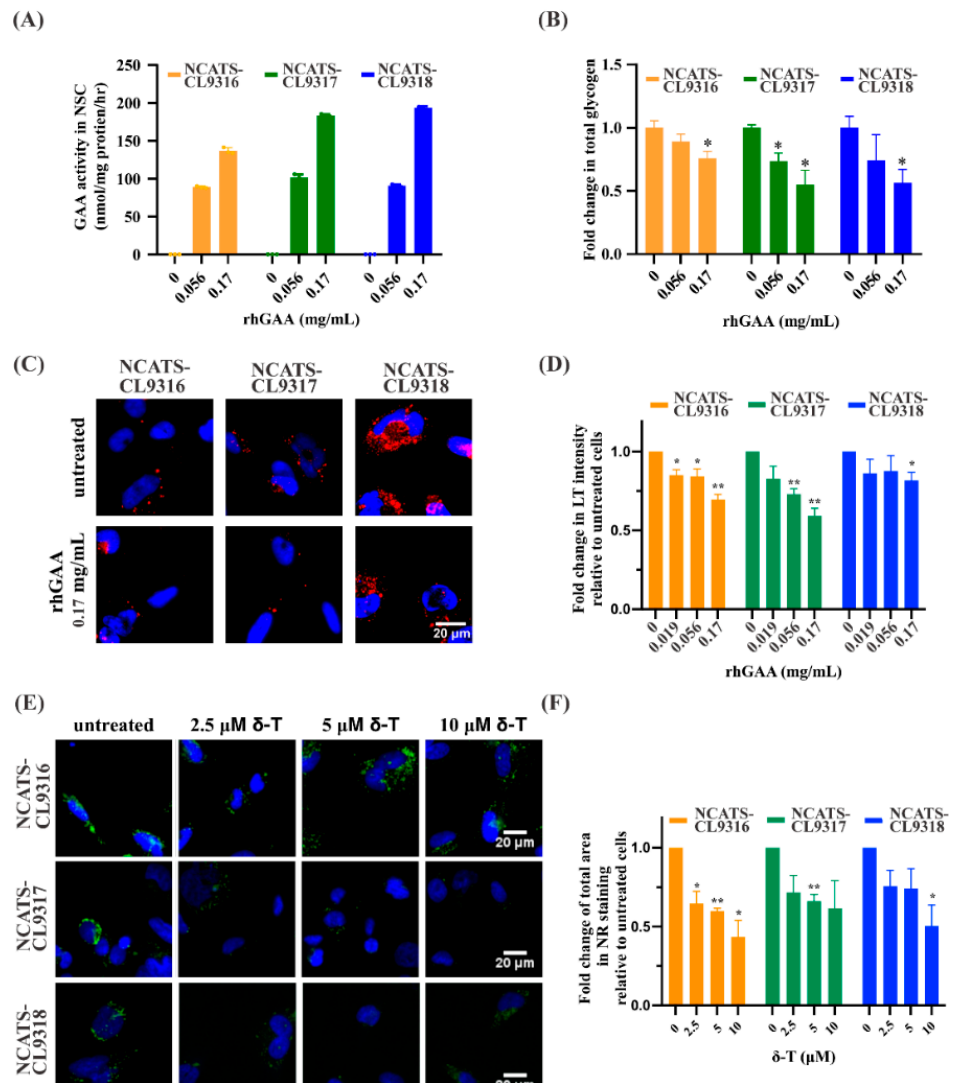 (A)
NCATS-
CL9316
NCATS-
CL9317
NCATS-
CL9318
GAA activity in NSC
(nmol/mg protien/hr)
250
200
150
100
50
0
0
0.056
0.17
0
0.056
0.17
0
0.056
0.17
rhGAA (mg/mL)
(B)
NCATS-
CL9316
NCATS-
CL9317
NCATS-
CL9318
Fold change in total glycogen
1.5
1.0
0.5
0.0
*
*
*
*
0
0.056
0.17
0
0.056
0.17
0
0.056
0.17
rhGAA (mg/mL)
(C)
NCATS-
CL9316
NCATS-
CL9317
NCATS-
CL9318
untreated
rhGAA
0.17 mg/mL
20 µm
(D)
NCATS-
CL9316
NCATS-
CL9317
NCATS-
CL9318
Fold change in LT intensity
relative to untreated cells
1.0
0.5
0.0
*
*
**
**
**
*
0
0.019
0.056
0.17
0
0.019
0.056
0.17
0
0.019
0.056
0.17
rhGAA (mg/mL)
(E)
untreated
2.5 µM δ-T
5 µM δ-T
10 µM δ-T
NCATS-
CL9316
20 µm
NCATS-
CL9317
20 µm
NCATS-
CL9318
20 µm
(F)
NCATS-
CL9316
NCATS-
CL9317
NCATS-
CL9318
Fold change of total area
in NR staining
relative to untreated cells
1.0
0.5
0.0
*
**
*
**
*
0
2.5
5
10
0
2.5
5
10
0
2.5
5
10
δ-T (µM)